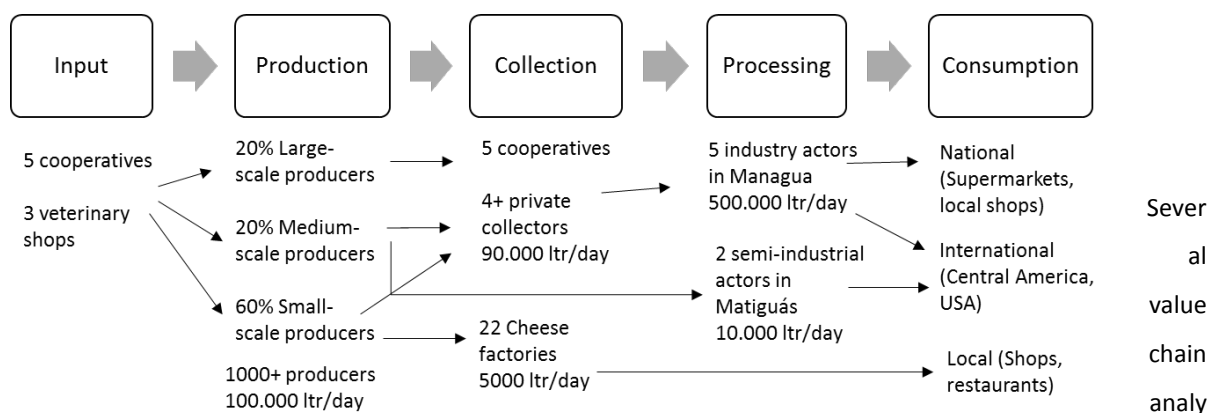 Input
Production
Collection
Processing
Consumption
5 cooperatives
3 veterinary
shops
20% Large-
scale producers
20% Medium-
scale producers
60% Small-
scale producers
1000+ producers
100.000 ltr/day
5 cooperatives
4+ private
collectors
90.000 ltr/day
22 Cheese
factories
5000 ltr/day
5 industry actors
in Managua
500.000 ltr/day
2 semi-industrial
actors in
Matiguás
10.000 ltr/day
National
(Supermarkets,
local shops)
International
(Central America,
USA)
Local (Shops,
restaurants)
Sever
al
value
chain
analy